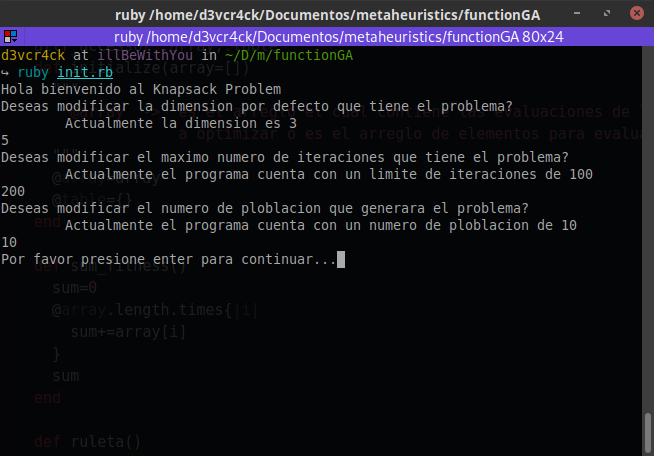 ruby /home/d3vcr4ck/Documentos/metaheuristics/functionGA
ruby /home/d3vcr4ck/Documentos/metaheuristics/functionGA 80x24
d3vcr4ck at illBeWithYou in ~/D/m/functionGA
↪ ruby init.rb
Hola bienvenido al Knapsack Problem
Deseas modificar la dimension por defecto que tiene el problema?
Actualmente la dimension es 3
5
Deseas modificar el maximo numero de iteraciones que tiene el problema?
Actualmente el programa cuenta con un limite de iteraciones de 100
200
Deseas modificar el numero de ploblacion que generara el problema?
Actualmente el programa cuenta con un numero de ploblacion de 10
10
Por favor presione enter para continuar...
def sum_fitness()
sum=0
@array.length.times{|i|
sum+=array[i]
}
sum
end
def ruleta()